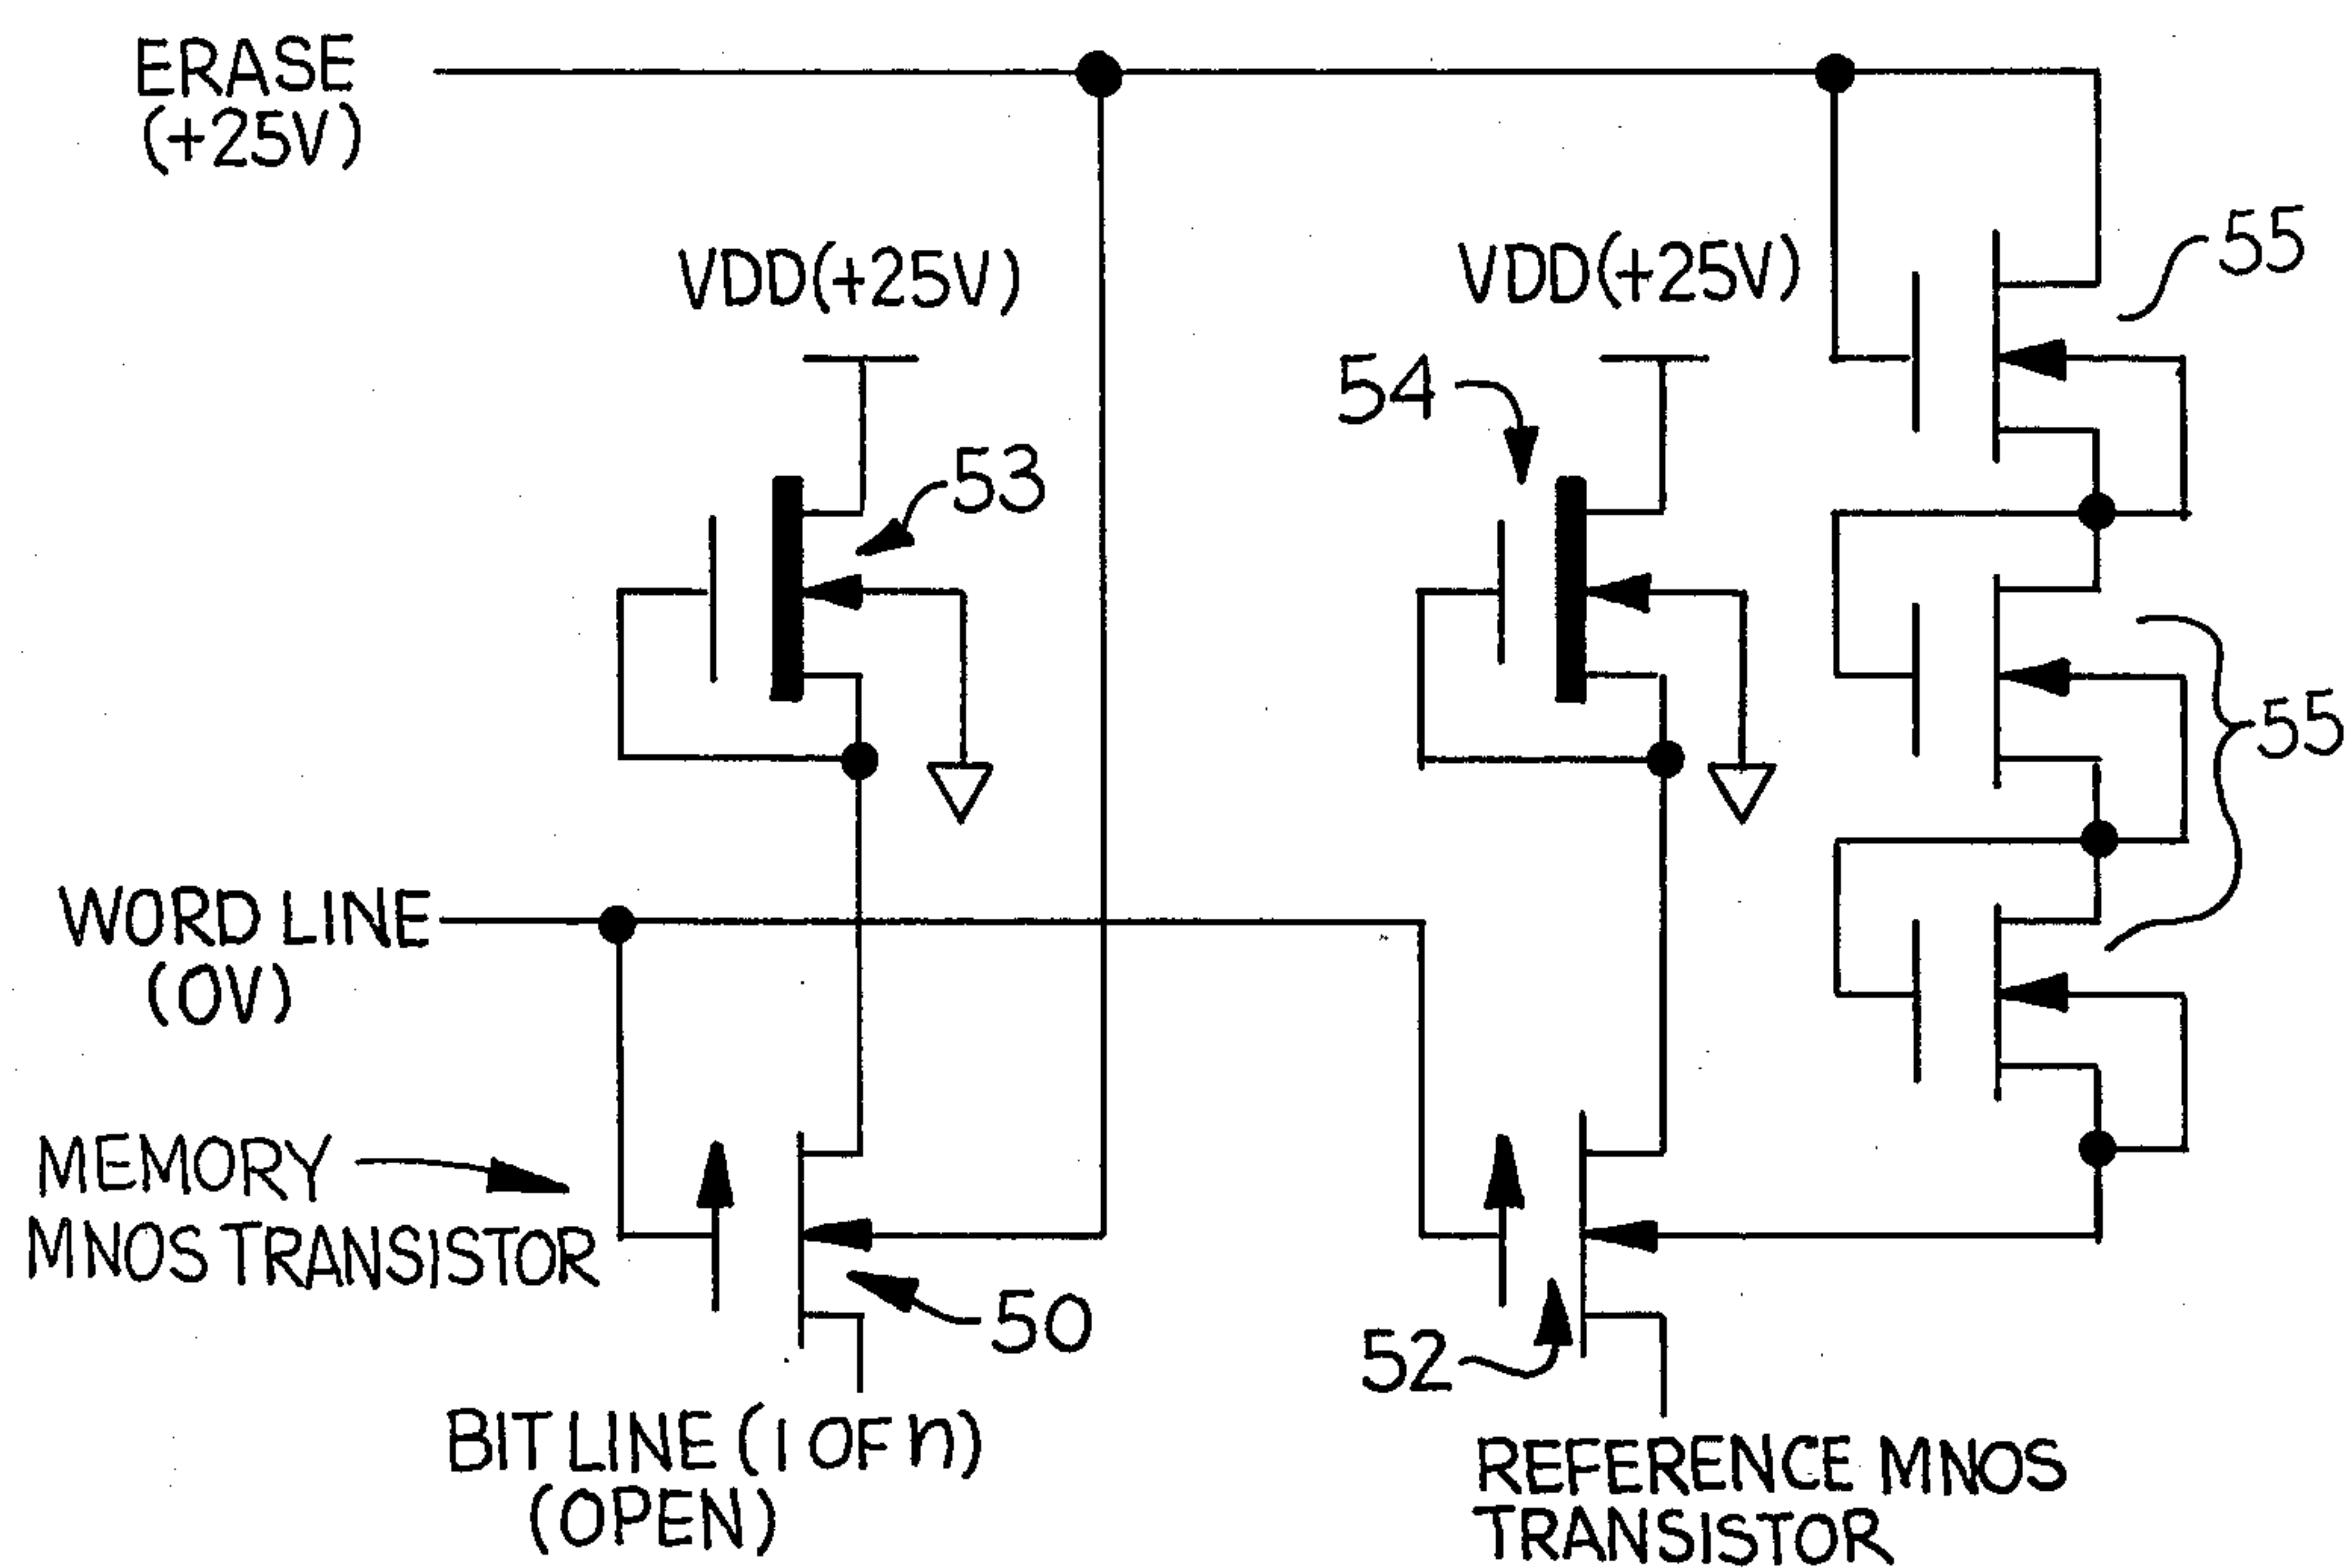 ERASE
(+25V)
VDD(+25V)
VDD(+25V)
55
54
53
55
WORD LINE
(0V)
MEMORY
MNOS TRANSISTOR
50
52
BIT LINE (1 OF n)
(OPEN)
REFERENCE MNOS
TRANSISTOR